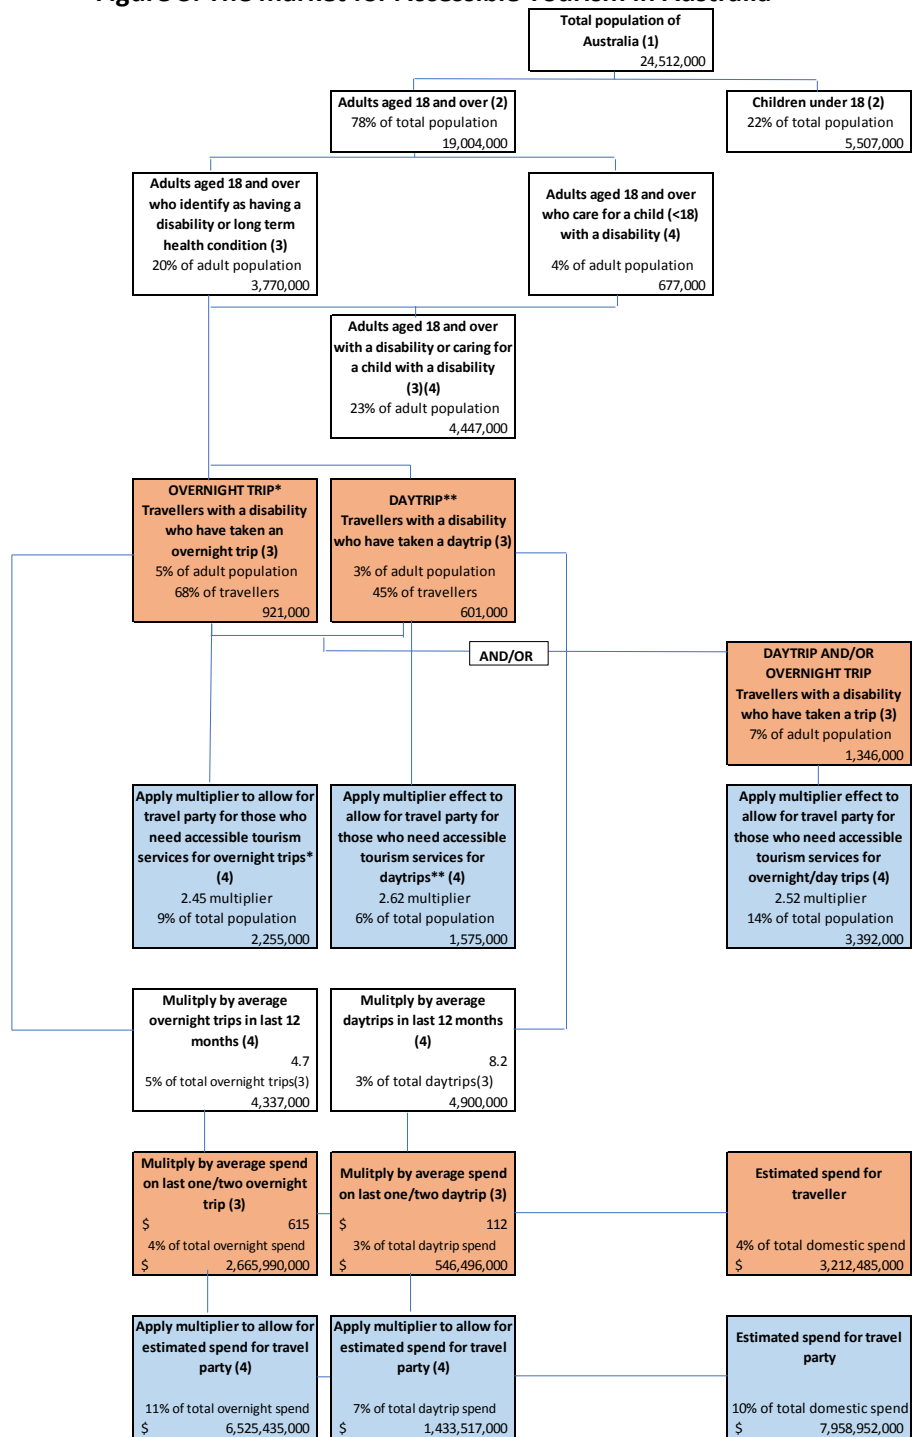 Figure 3: The Market for Accessible Tourism in Australia
Total population of
Australia (1)
24,512,000
Adults aged 18 and over (2)
78% of total population
19,004,000
Children under 18 (2)
22% of total population
5,507,000
Adults aged 18 and over
who identify as having a
disability or long term
health condition (3)
20% of adult population
3,770,000
Adults aged 18 and over
who care for a child (<18)
with a disability (4)
4% of adult population
677,000
Adults aged 18 and over
with a disability or caring for
a child with a disability
(3)(4)
23% of adult population
4,447,000
OVERNIGHT TRIP*
Travellers with a disability
who have taken an
overnight trip (3)
5% of adult population
68% of travellers
921,000
DAYTRIP**
Travellers with a disability
who have taken a daytrip (3)
3% of adult population
45% of travellers
601,000
AND/OR
DAYTRIP AND/OR
OVERNIGHT TRIP
Travellers with a disability
who have taken a trip (3)
7% of adult population
1,346,000
Apply multiplier to allow for
travel party for those who
need accessible tourism
services for overnight trips*
(4)
2.45 multiplier
9% of total population
2,255,000
Apply multiplier effect to
allow for travel party for
those who need accessible
tourism services for
daytrips** (4)
2.62 multiplier
6% of total population
1,575,000
Apply multiplier effect to
allow for travel party for
those who need accessible
tourism services for
overnight/day trips (4)
2.52 multiplier
14% of total population
3,392,000
Mulitply by average
overnight trips in last 12
months (4)
4.7
5% of total overnight trips(3)
4,337,000
Mulitply by average
daytrips in last 12 months
(4)
8.2
3% of total daytrips(3)
4,900,000
Mulitply by average spend
on last one/two overnight
trip (3)
$ 615
4% of total overnight spend
$ 2,665,990,000
Mulitply by average spend
on last one/two daytrip (3)
$ 112
3% of total daytrip spend
$ 546,496,000
Estimated spend for
traveller
4% of total domestic spend
$ 3,212,485,000
Apply multiplier to allow for
estimated spend for travel
party (4)
11% of total overnight spend
$ 6,525,435,000
Apply multiplier to allow for
estimated spend for travel
party (4)
7% of total daytrip spend
$ 1,433,517,000
Estimated spend for travel
party
10% of total domestic spend
$ 7,958,952,000